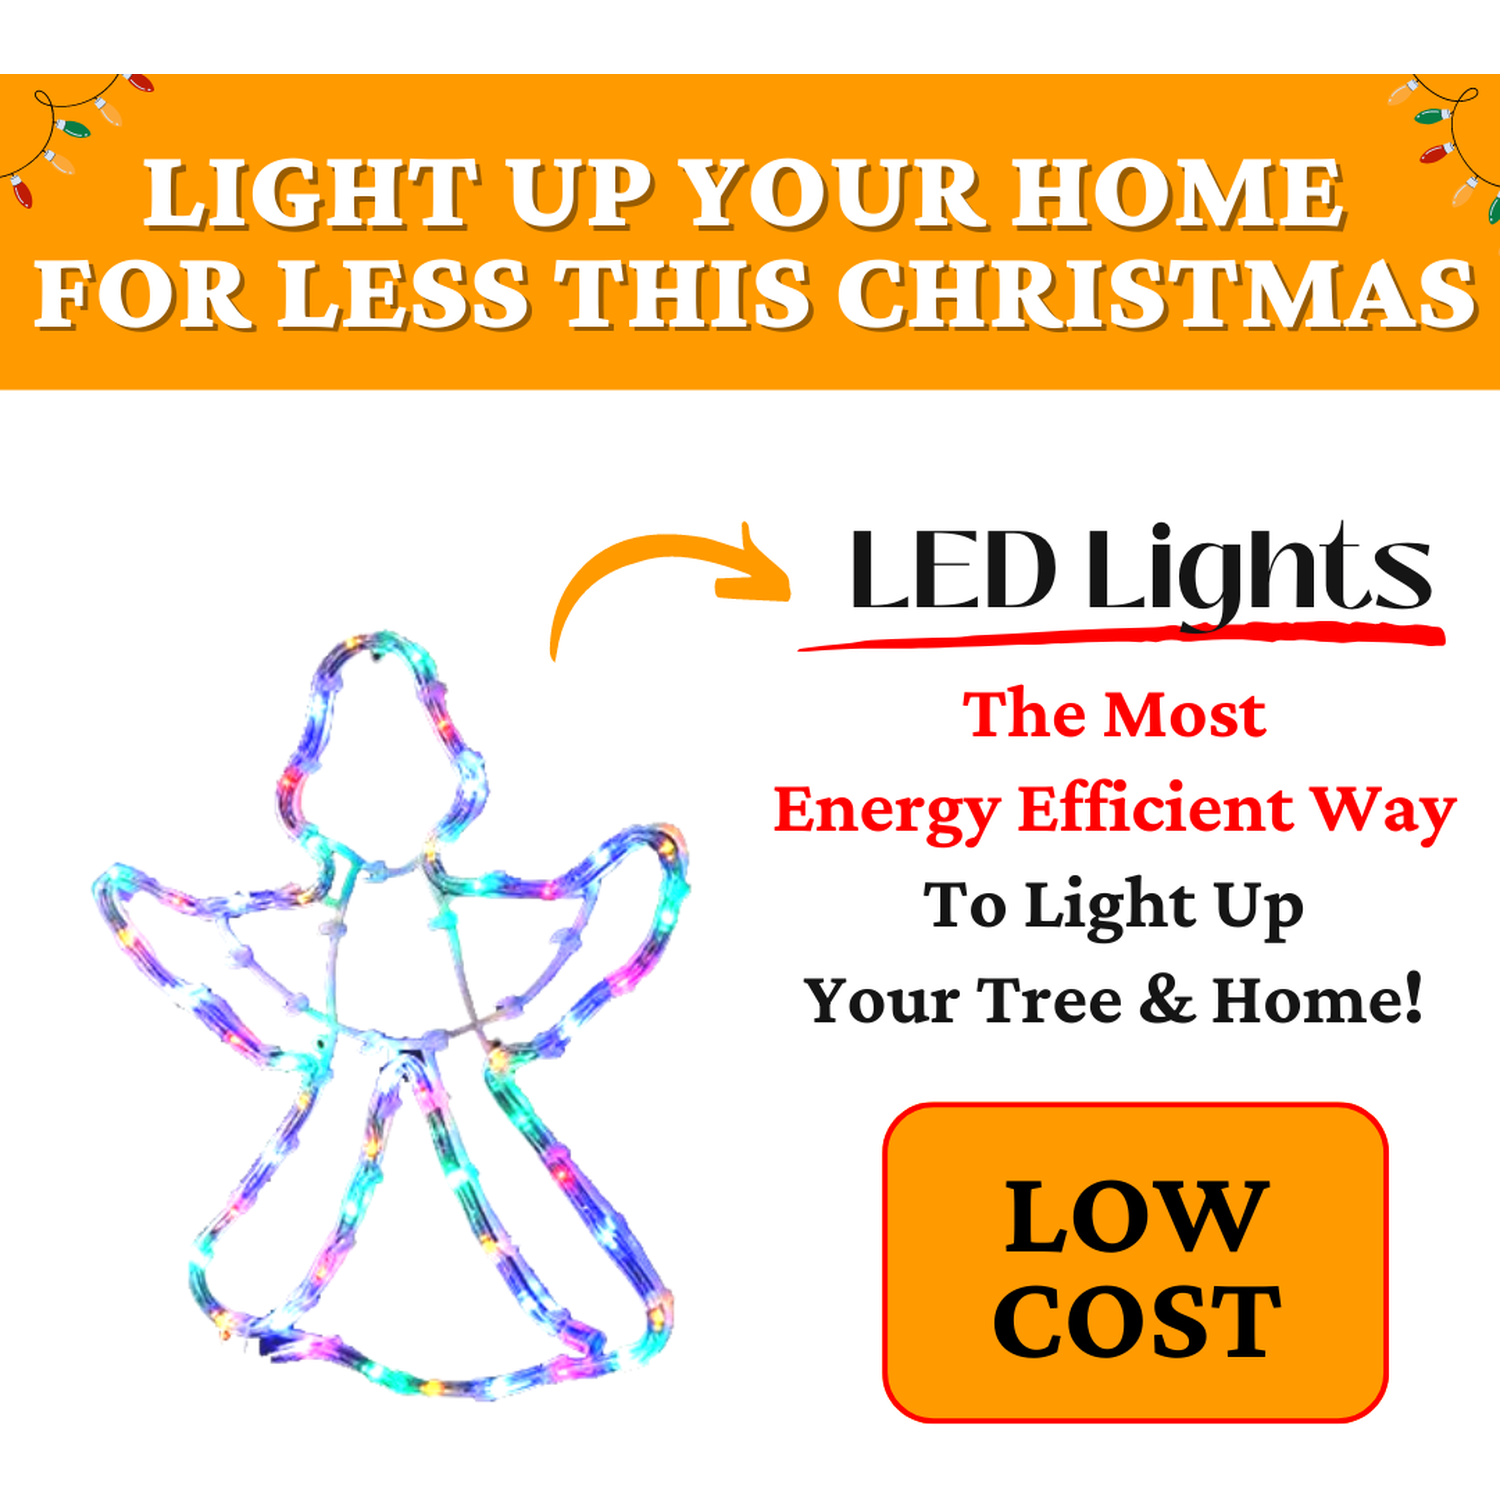 LIGHT UP YOUR HOME
FOR LESS THIS CHRISTMAS
LED Lights
The Most
Energy Efficient Way
To Light Up
Your Tree & Home!
LOW
COST